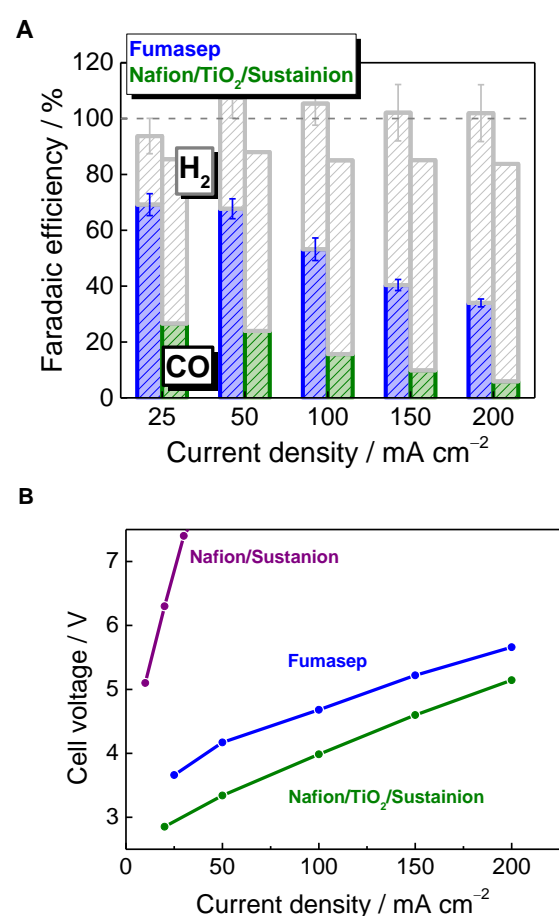 A
Fumasep
Nafion/TiO₂/Sustainion
120
100
80
60
40
20
0
Faradaic efficiency / %
H₂
CO
25 50 100 150 200
Current density / mA cm⁻²
B
7
6
5
4
3
Cell voltage / V
Nafion/Sustanion
Fumasep
Nafion/TiO₂/Sustainion
0 50 100 150 200
Current density / mA cm⁻²